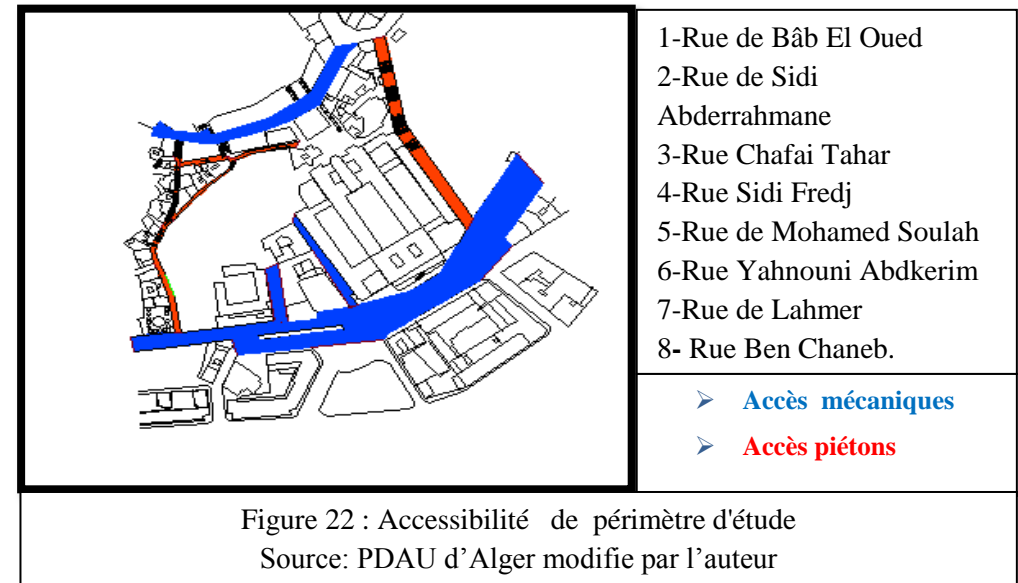 1-Rue de Bâb El Oued
2-Rue de Sidi
Abderrahmane
3-Rue Chafai Tahar
4-Rue Sidi Fredj
5-Rue de Mohamed Soulah
6-Rue Yahnouni Abdkerim
7-Rue de Lahmer
8- Rue Ben Chaneb.
Accès mécaniques
Accès piétons
Figure 22 : Accessibilité de périmètre d'étude
Source: PDAU d’Alger modifie par l’auteur